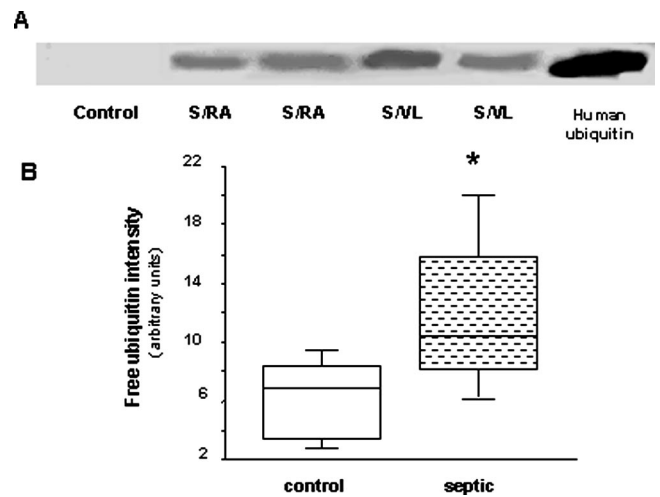 A
Control S/RA S/RA S/VL S/VL Human
ubiquitin
B
*
22
18
14
10
6
2
Free ubiquitin intensity
(arbitrary units)
control septic